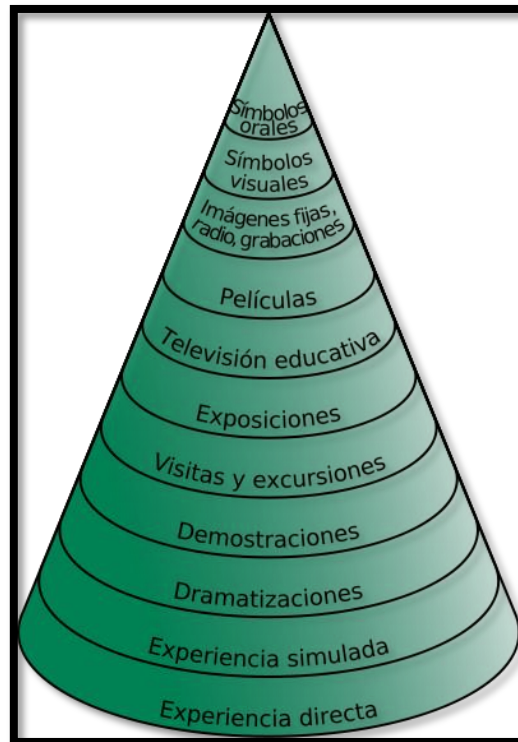 Símbolos
orales
Símbolos
visuales
Imágenes fijas,
radio, grabaciones
Películas
Televisión educativa
Exposiciones
Visitas y excursiones
Demostraciones
Dramatizaciones
Experiencia simulada
Experiencia directa